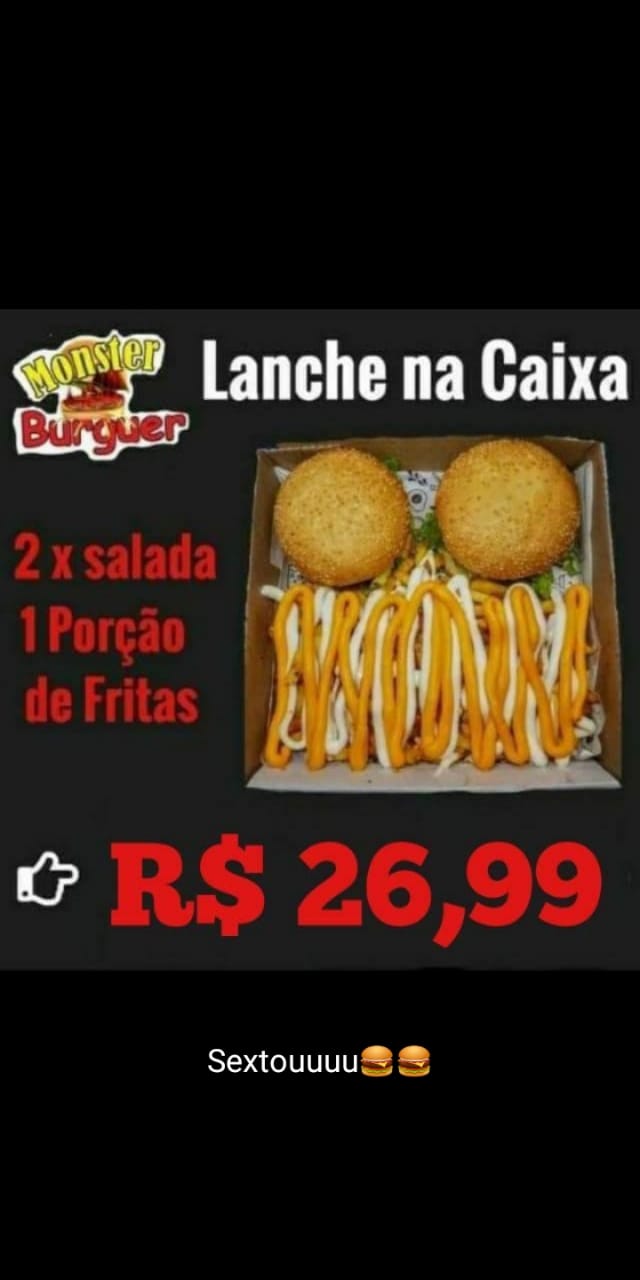 Monster
Burguer
Lanche na Caixa
2 x salada
1 Porção
de Fritas
R$ 26,99
Sextouuuu🍔🍔